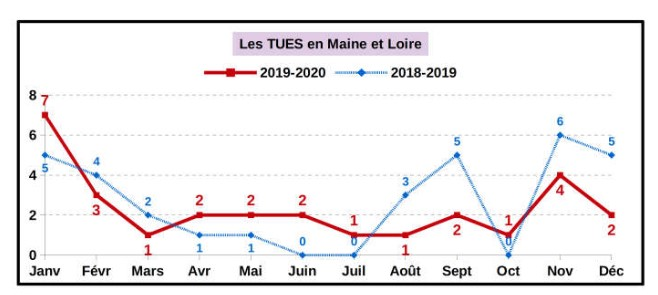 Les TUES en Maine et Loire
2019-2020 2018-2019
8
6
4
2
0
7 3 1 2 2 2 1 1 2 1 4 2
5 4 2 1 1 0 0 3 5 0 6 5
Janv Févr Mars Avr Mai Juin Juil Août Sept Oct Nov Déc